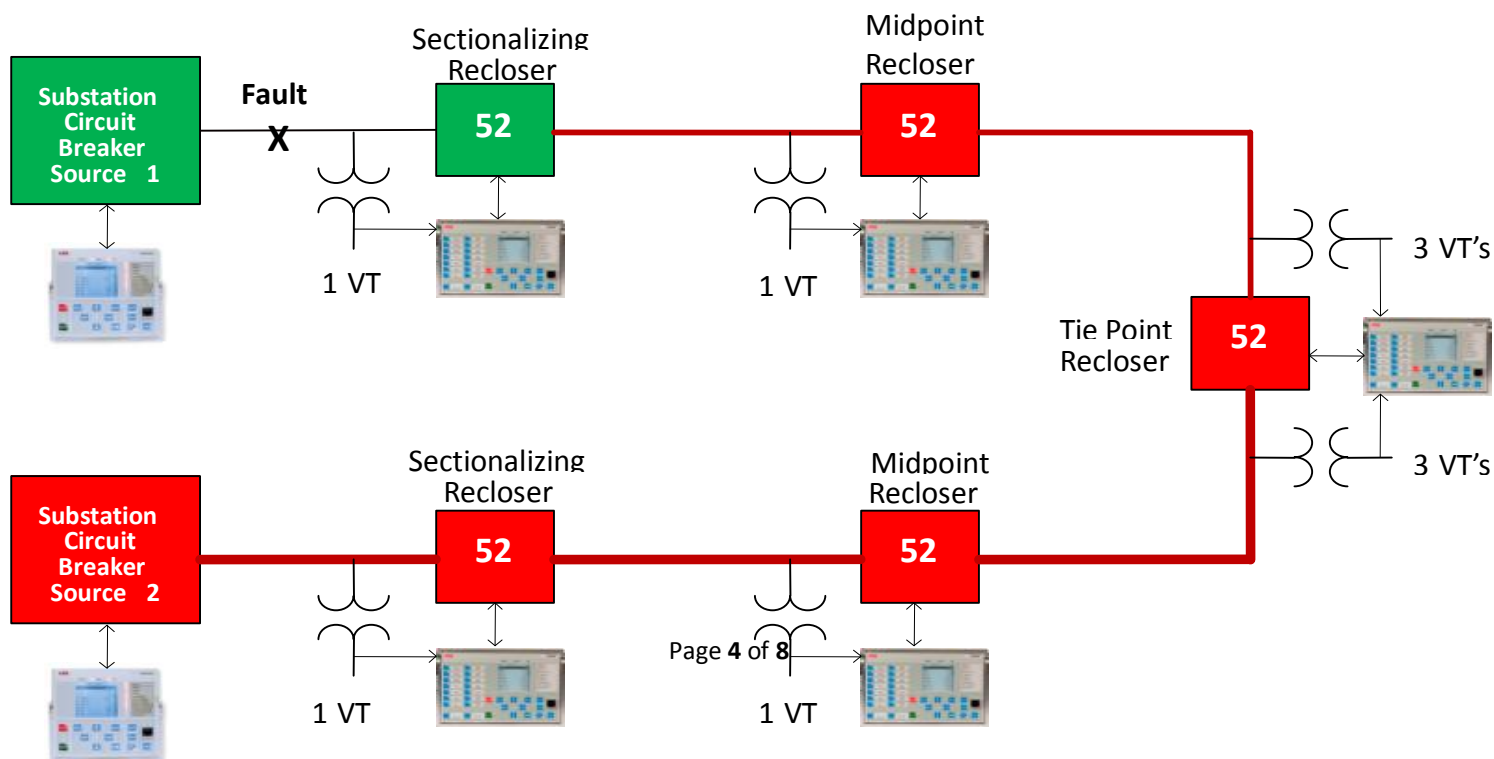 Sectionalizing
Recloser
Midpoint
Recloser
Substation
Circuit
Breaker
Source 1
Fault
X
52
52
1 VT
1 VT
3 VT's
Tie Point
Recloser
52
3 VT's
Sectionalizing
Recloser
Midpoint
Recloser
Substation
Circuit
Breaker
Source 2
52
52
Page 4 of 8
1 VT
1 VT